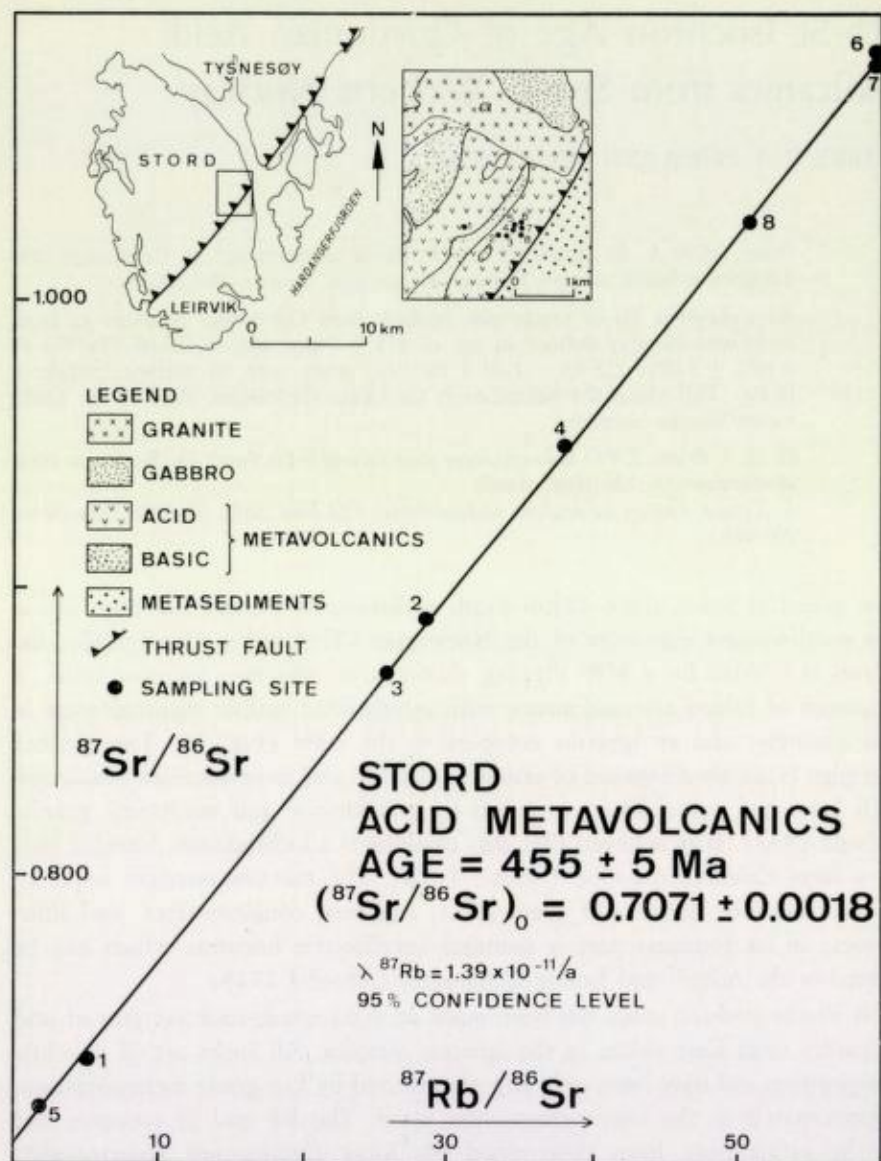 TYSNESØY
STORD
N
HARDANGERFJORDEN
LEIRVIK
0 10 km
0 1km
LEGEND
GRANITE
GABBRO
ACID
BASIC
METAVOLCANICS
METASEDIMENTS
THRUST FAULT
SAMPLING SITE
6
7
8
4
2
3
1
5
1.000
0.800
87Sr/86Sr
STORD
ACID METAVOLCANICS
AGE = 455 ± 5 Ma
(87Sr/86Sr)0 = 0.7071 ± 0.0018
λ 87Rb = 1.39 x 10-11/a
95% CONFIDENCE LEVEL
87Rb/86Sr
10 30 50